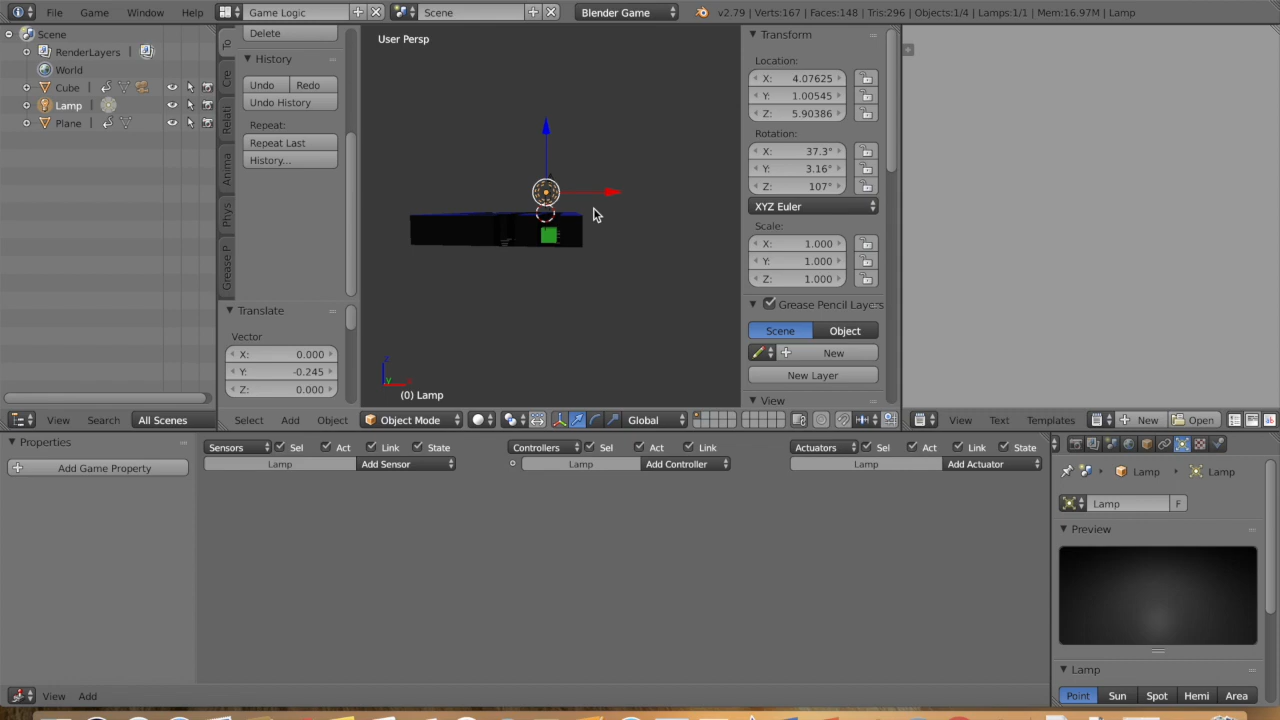 File Game Window Help Game Logic Scene Blender Game v2.79 | Verts:167 | Faces:148 | Tris:296 | Objects:1/4 | Lamps:1/1 | Mem:16.97M | Lamp
Scene
RenderLayers
World
Cube
Lamp
Plane
View Search All Scenes
To
Cre
Relati
Anima
Phys
Grease P
Delete
History
Undo Redo
Undo History
Repeat:
Repeat Last
History...
Translate
Vector
X: 0.000
Y: -0.245
Z: 0.000
User Persp
z
y
(0) Lamp
Select Add Object Object Mode Global
Transform
Location:
X: 4.07625
Y: 1.00545
Z: 5.90386
Rotation:
X: 37.3°
Y: 3.16°
Z: 107°
XYZ Euler
Scale:
X: 1.000
Y: 1.000
Z: 1.000
Grease Pencil Layers
Scene Object
New
New Layer
View
View Text Templates New Open
Properties
Add Game Property
Sensors Sel Act Link State
Lamp Add Sensor
Controllers Sel Act Link
Lamp Add Controller
Actuators Sel Act Link State
Lamp Add Actuator
View Add
Lamp Lamp
Lamp F
Preview
Lamp
Point Sun Spot Hemi Area